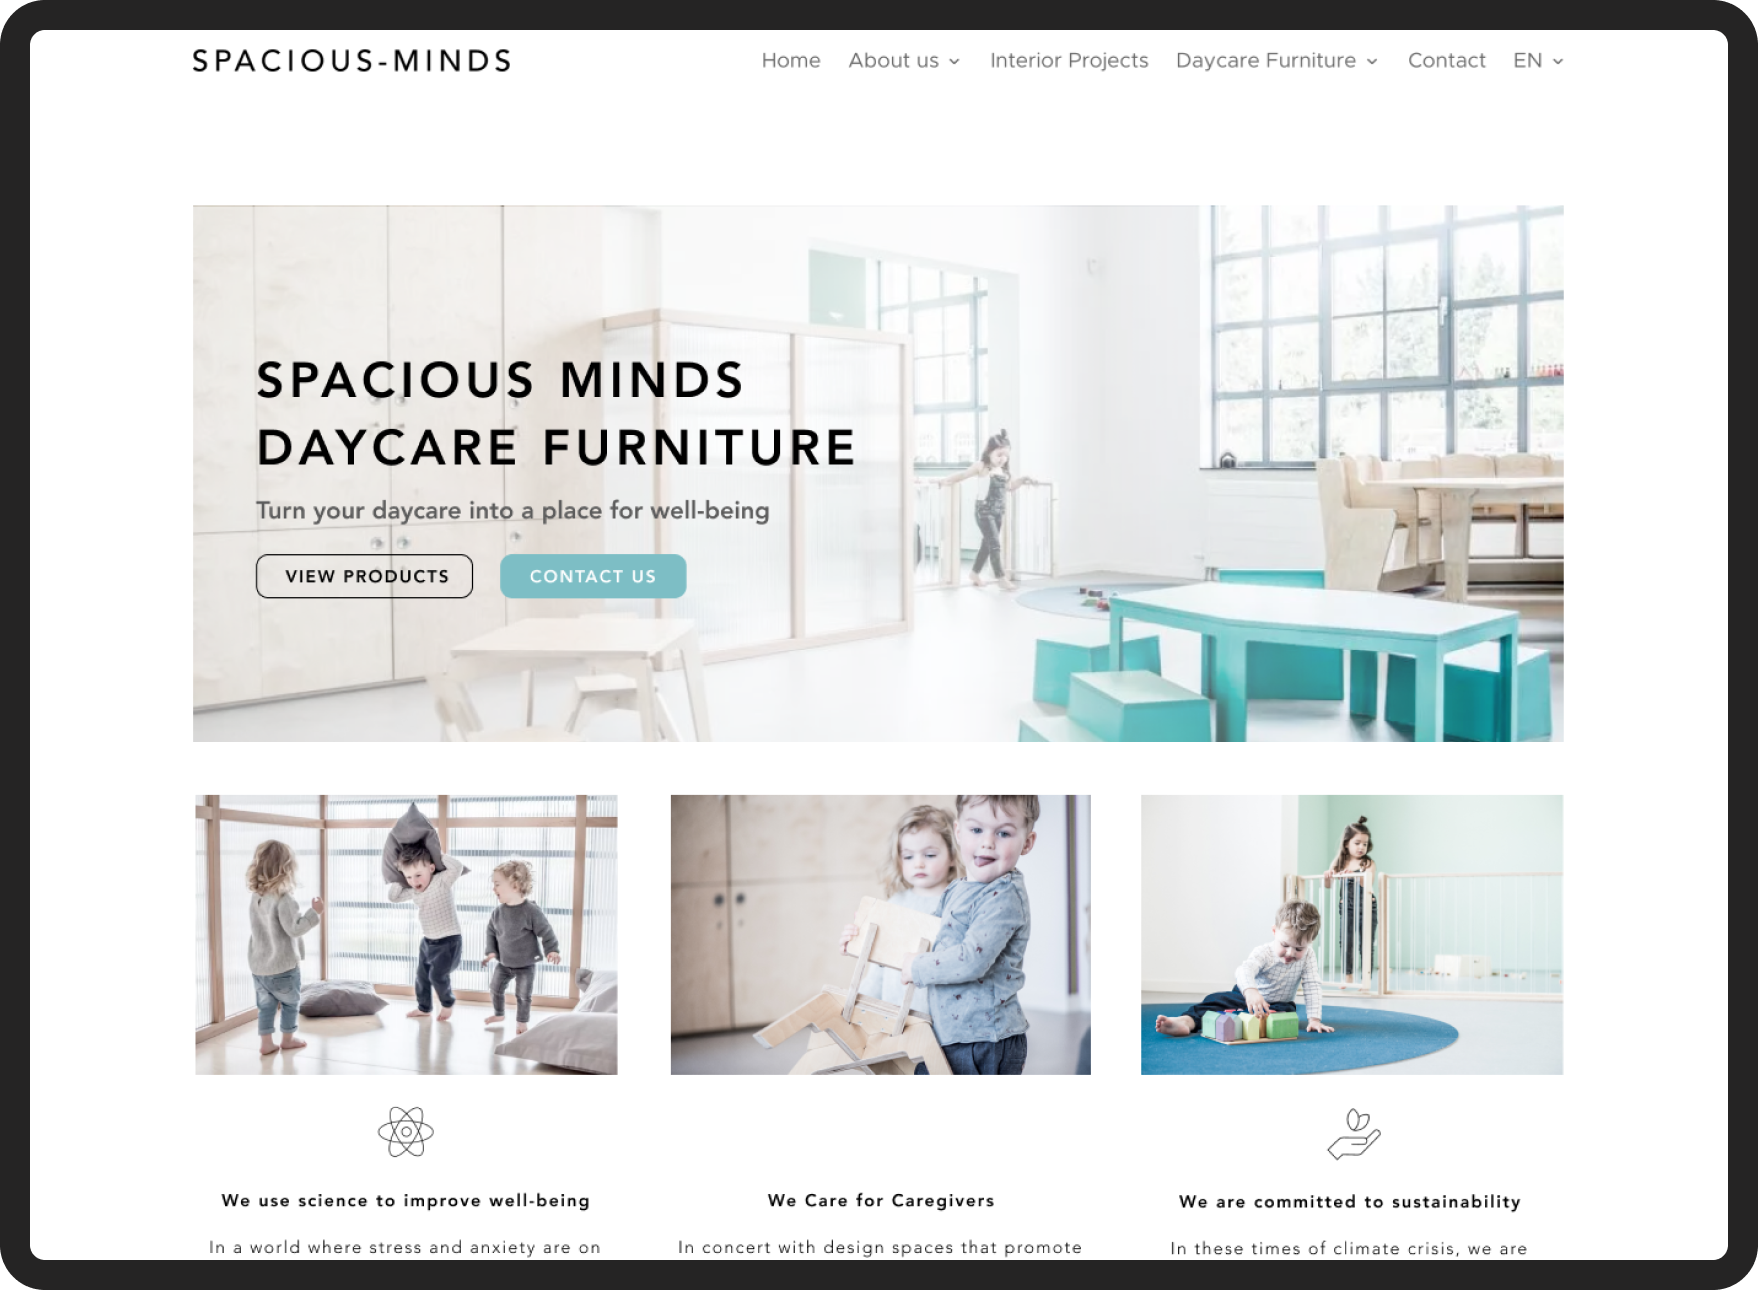 SPACIOUS-MINDS
Home About us Interior Projects Daycare Furniture Contact EN
SPACIOUS MINDS
DAYCARE FURNITURE
Turn your daycare into a place for well-being
VIEW PRODUCTS CONTACT US
We use science to improve well-being
In a world where stress and anxiety are on
We Care for Caregivers
In concert with design spaces that promote
We are committed to sustainability
In these times of climate crisis, we are